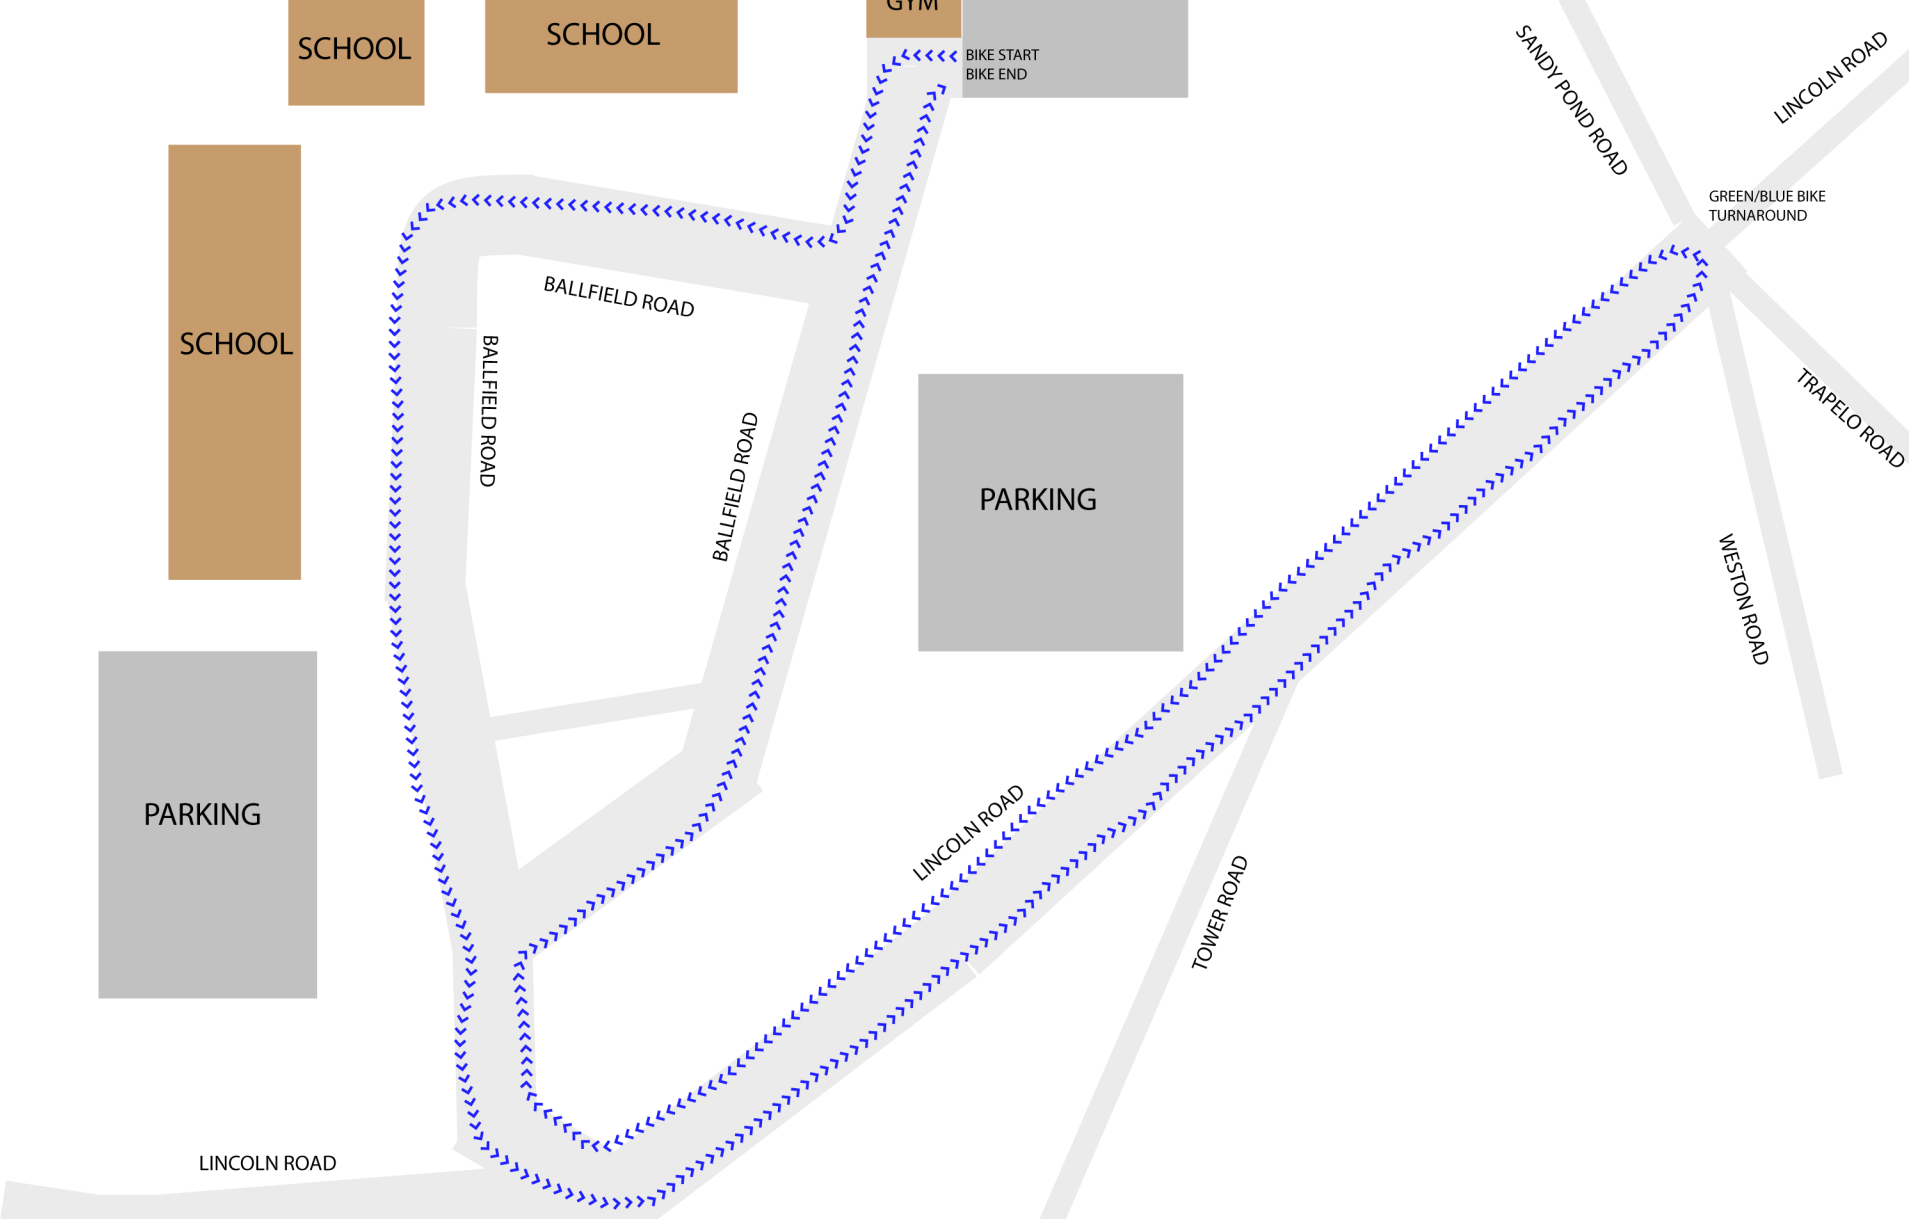 GYM
SCHOOL
SCHOOL
BIKE START
BIKE END
SANDY POND ROAD
LINCOLN ROAD
GREEN/BLUE BIKE
TURNAROUND
BALLFIELD ROAD
SCHOOL
BALLFIELD ROAD
BALLFIELD ROAD
PARKING
TRAPELO ROAD
WESTON ROAD
PARKING
LINCOLN ROAD
TOWER ROAD
LINCOLN ROAD